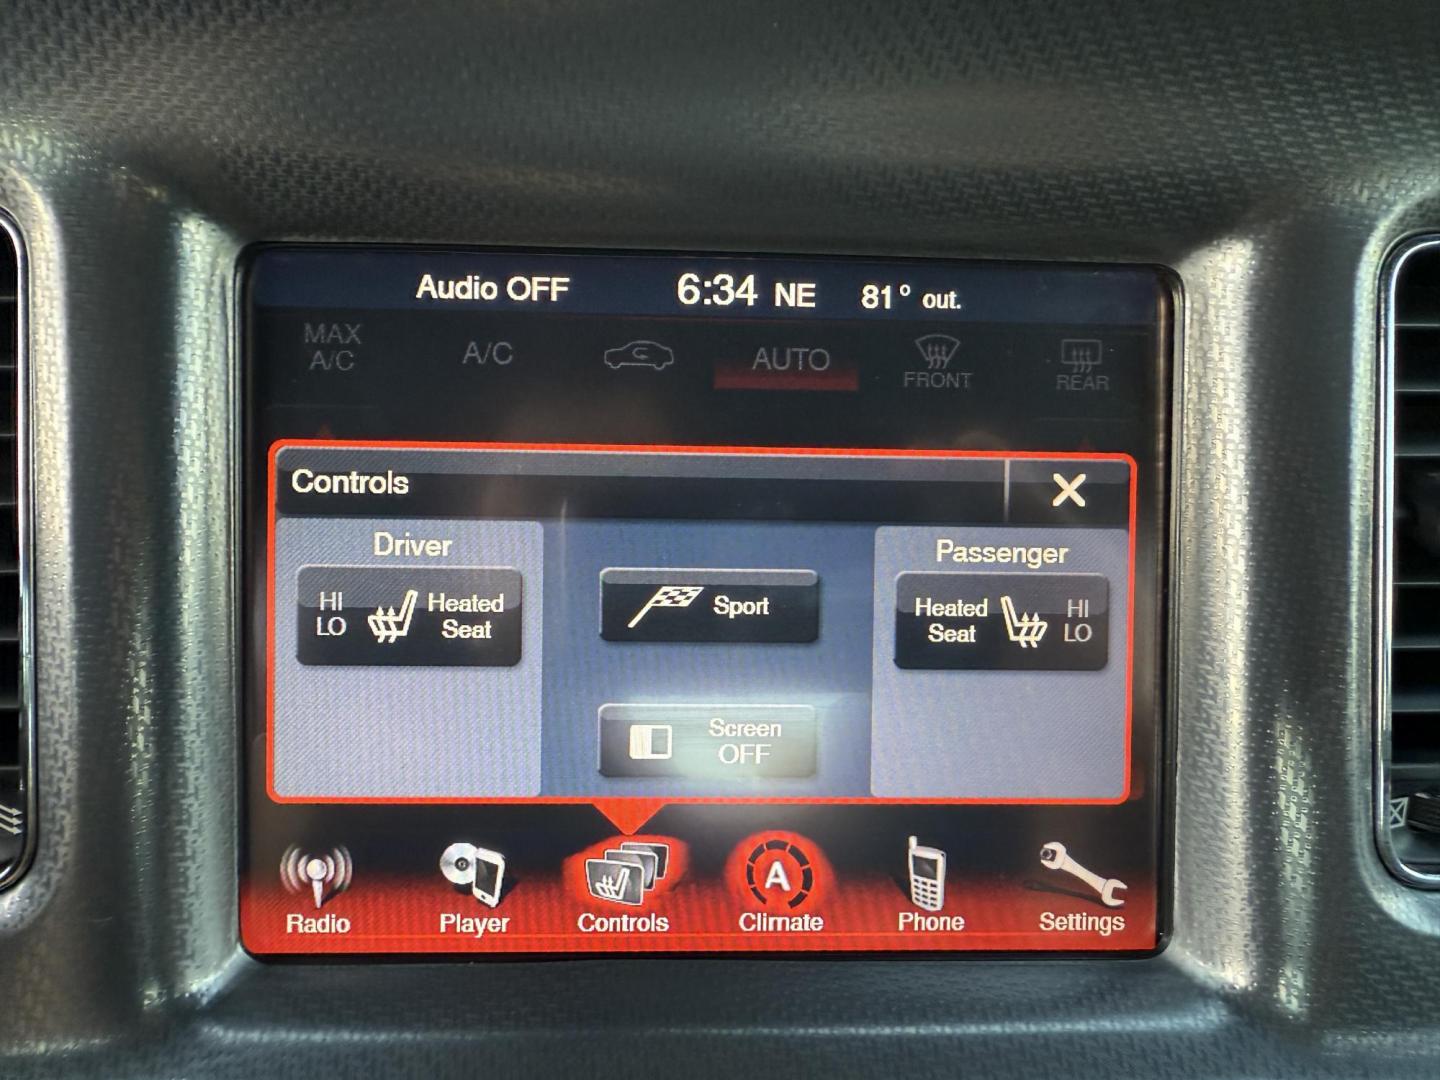 Audio OFF 6:34 NE 81° out.
MAX
A/C
A/C
AUTO
FRONT
REAR
Controls X
Driver
HI
LO
Heated
Seat
Sport
Passenger
Heated
Seat
HI
LO
Screen
OFF
A
Radio Player Controls Climate Phone Settings